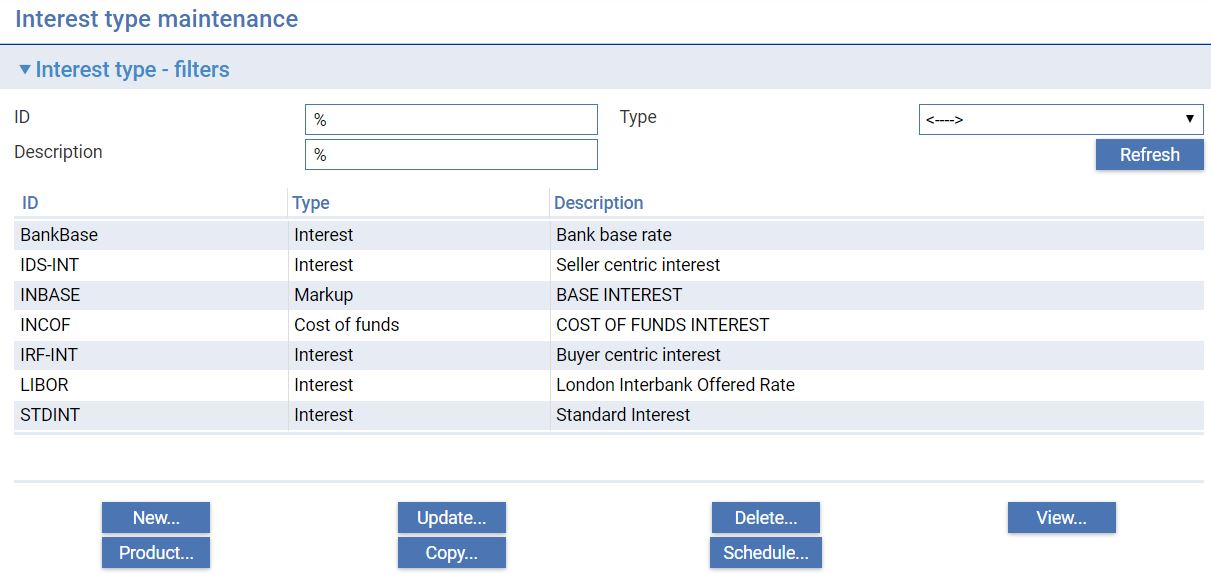 Interest type maintenance
▼ Interest type - filters
ID % Type <---->
Description % Refresh
ID Type Description
BankBase Interest Bank base rate
IDS-INT Interest Seller centric interest
INBASE Markup BASE INTEREST
INCOF Cost of funds COST OF FUNDS INTEREST
IRF-INT Interest Buyer centric interest
LIBOR Interest London Interbank Offered Rate
STDINT Interest Standard Interest
New... Update... Delete... View...
Product... Copy... Schedule...